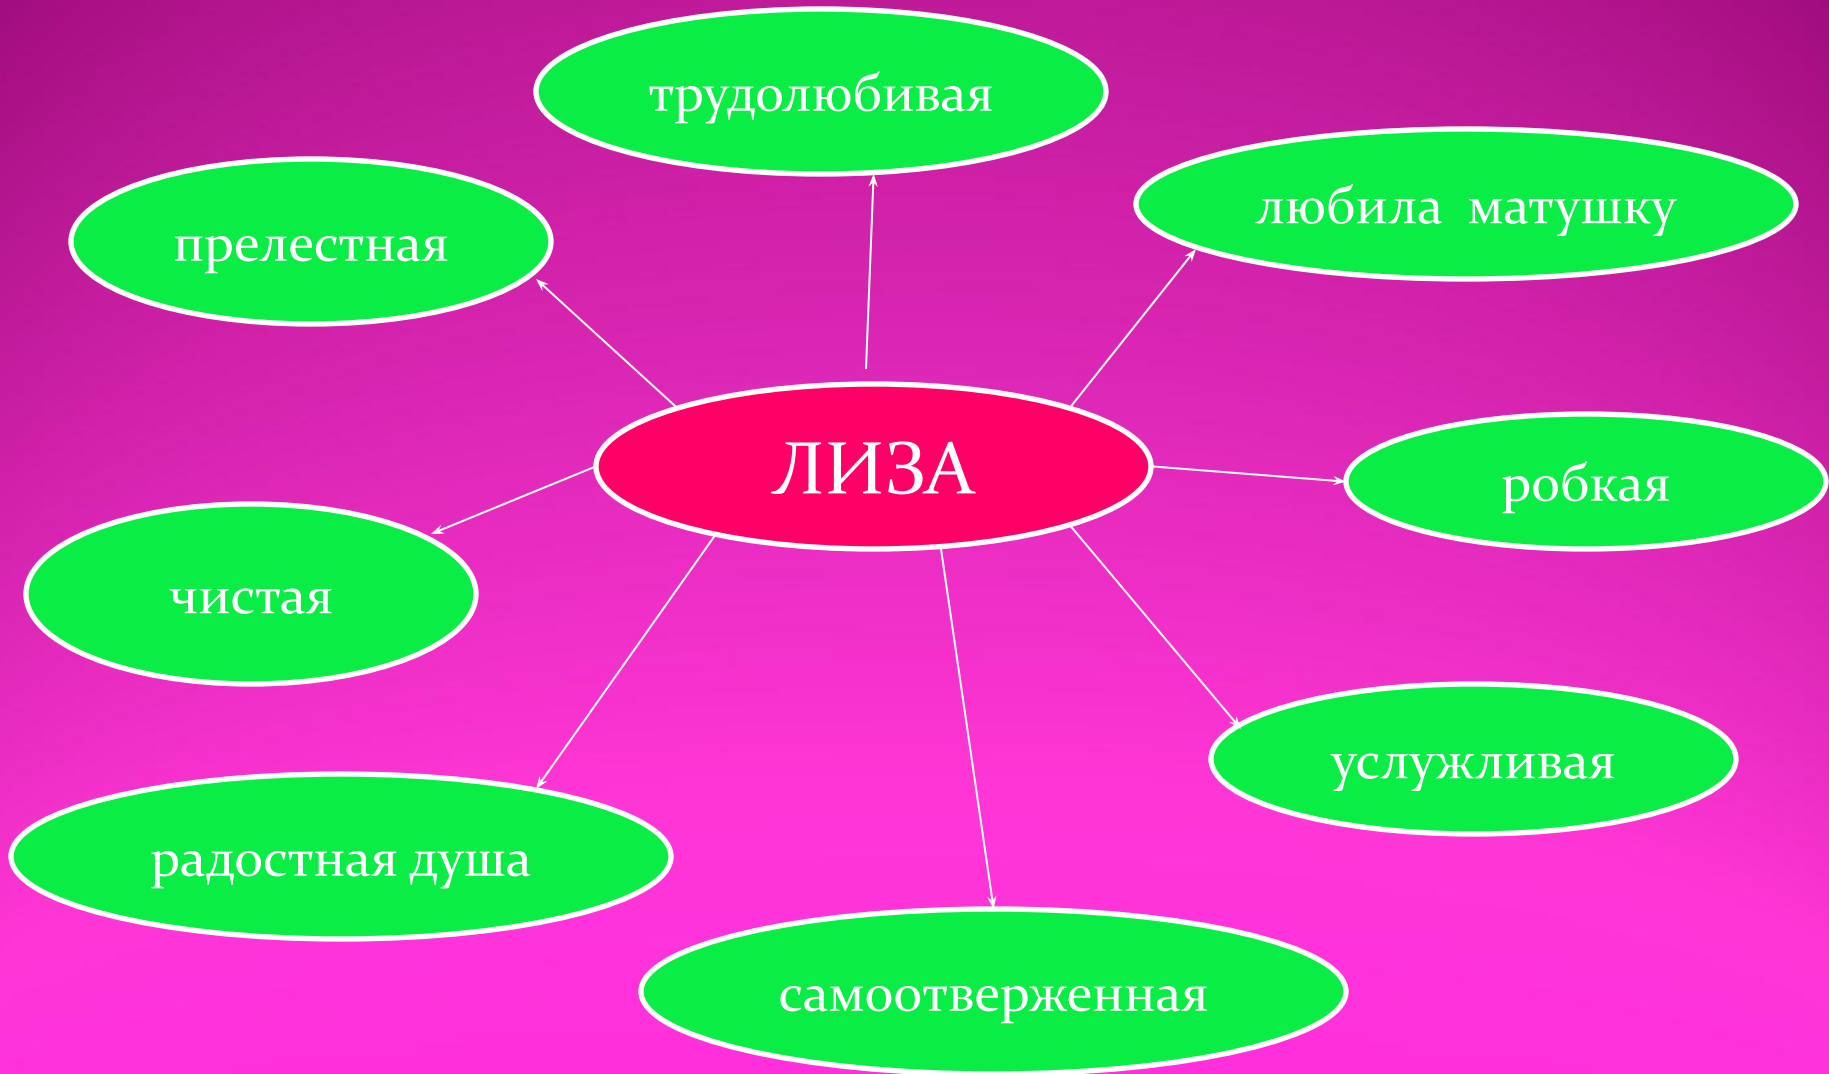 трудолюбивая
любила матушку
прелестная
ЛИЗА
робкая
чистая
услужливая
радостная душа
самоотверженная